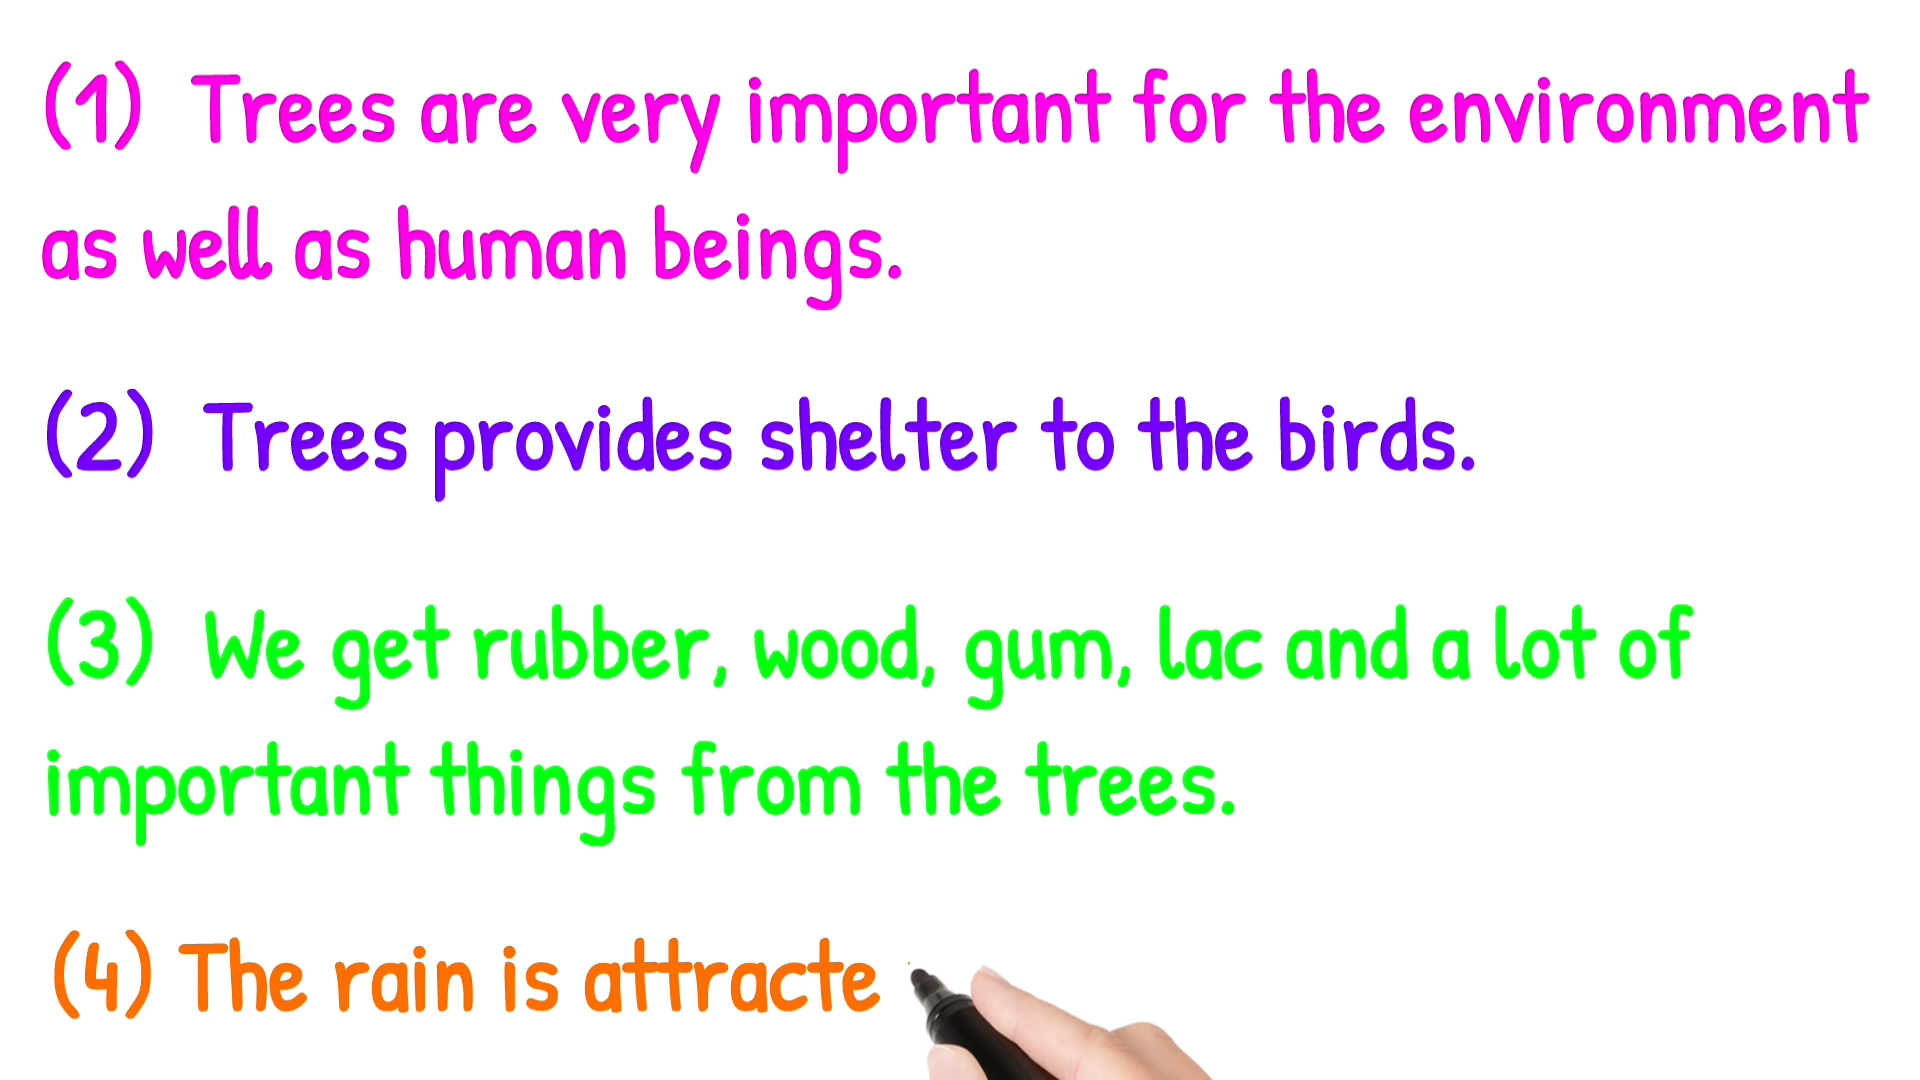 (1) Trees are very important for the environment
as well as human beings.
(2) Trees provides shelter to the birds.
(3) We get rubber, wood, gum, lac and a lot of
important things from the trees.
(4) The rain is attracte